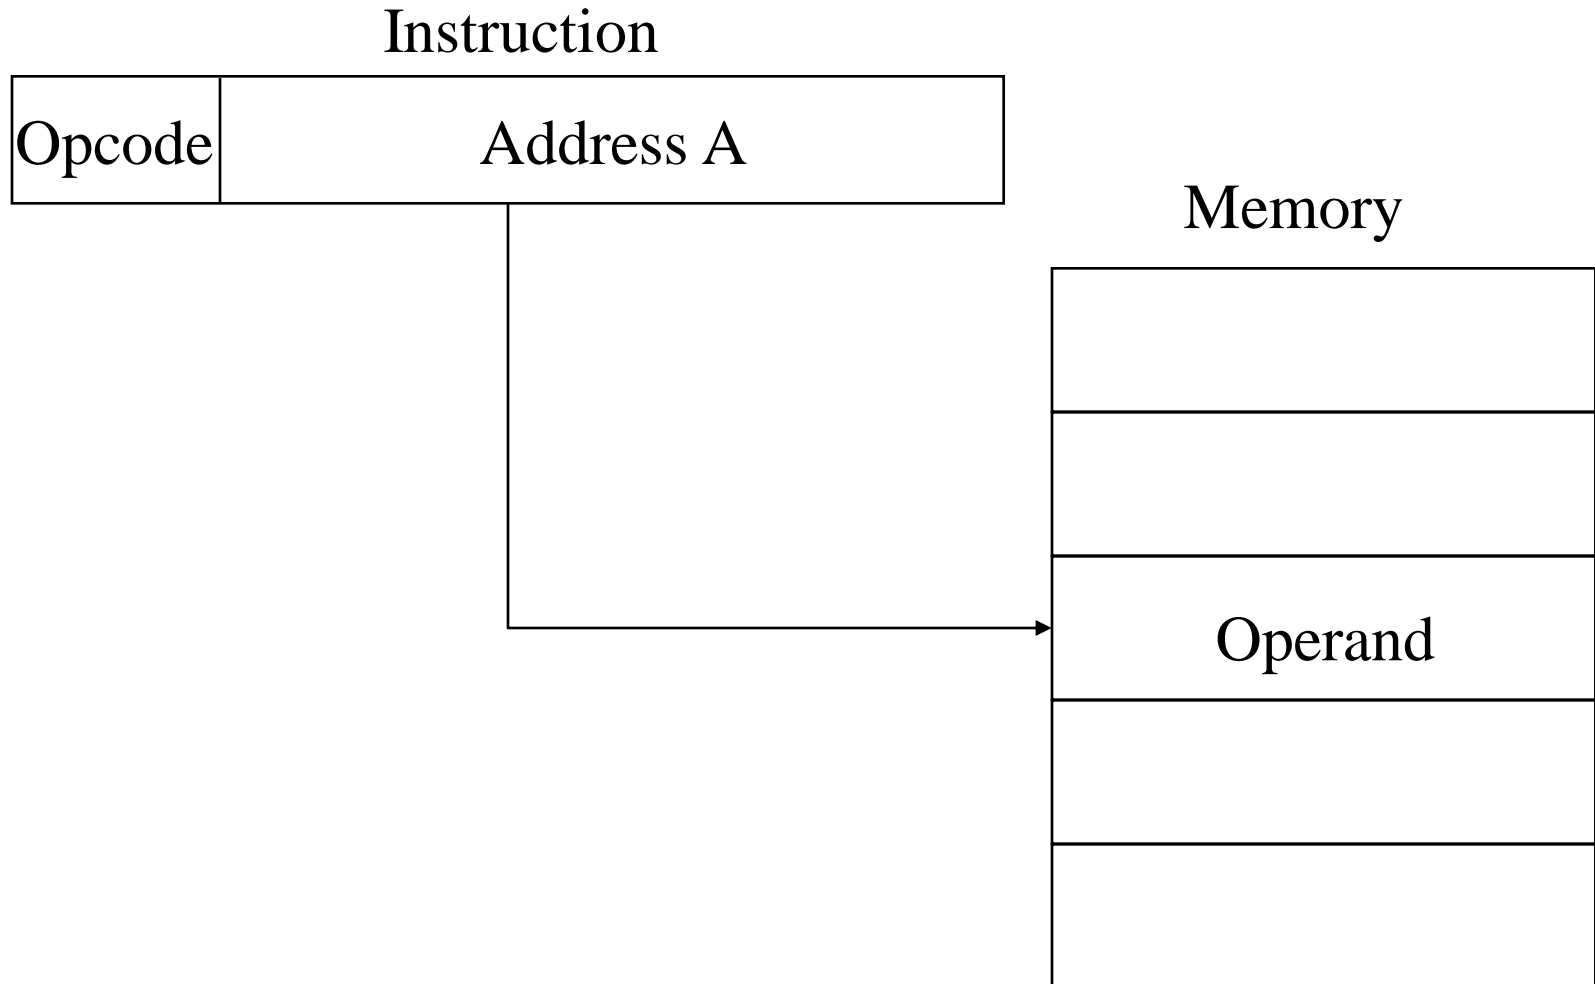 Instruction
Opcode
Address A
Memory
Operand